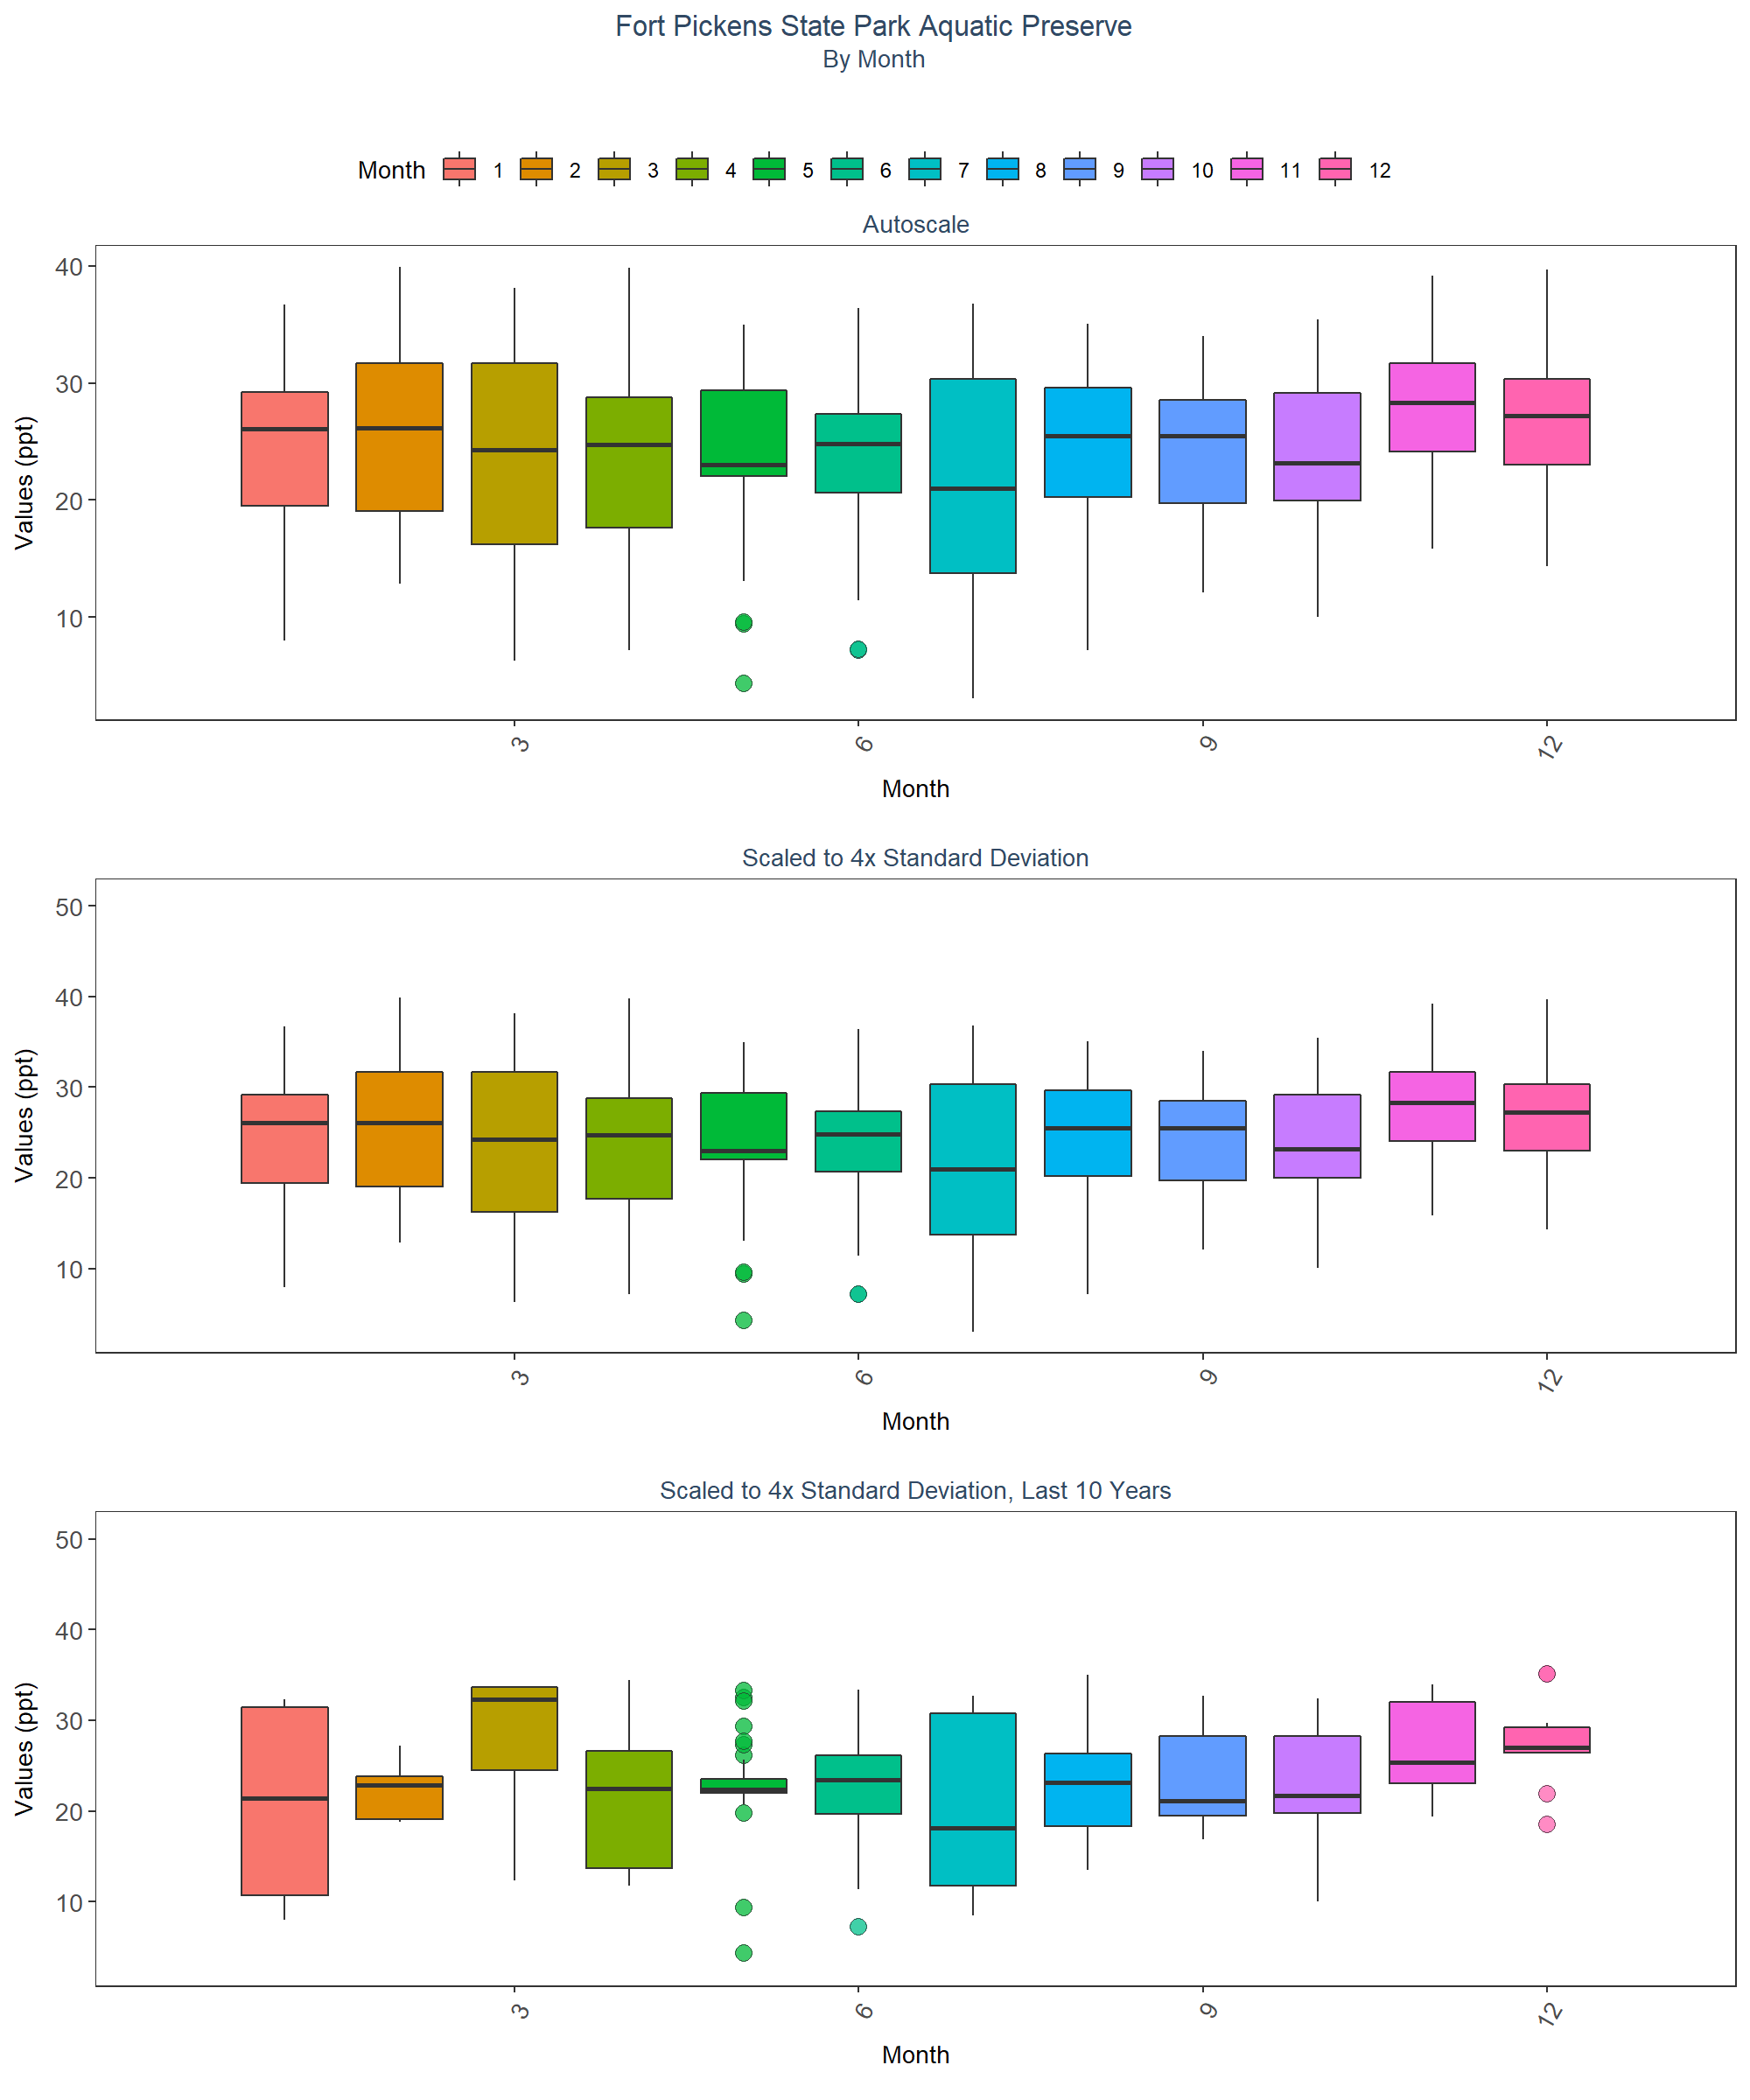 Fort Pickens State Park Aquatic Preserve
By Month
Month 1 2 3 4 5 6 7 8 9 10 11 12
Autoscale
Values (ppt)
40
30
20
10
3 6 9 12
Month
Scaled to 4x Standard Deviation
Values (ppt)
50
40
30
20
10
3 6 9 12
Month
Scaled to 4x Standard Deviation, Last 10 Years
Values (ppt)
50
40
30
20
10
3 6 9 12
Month